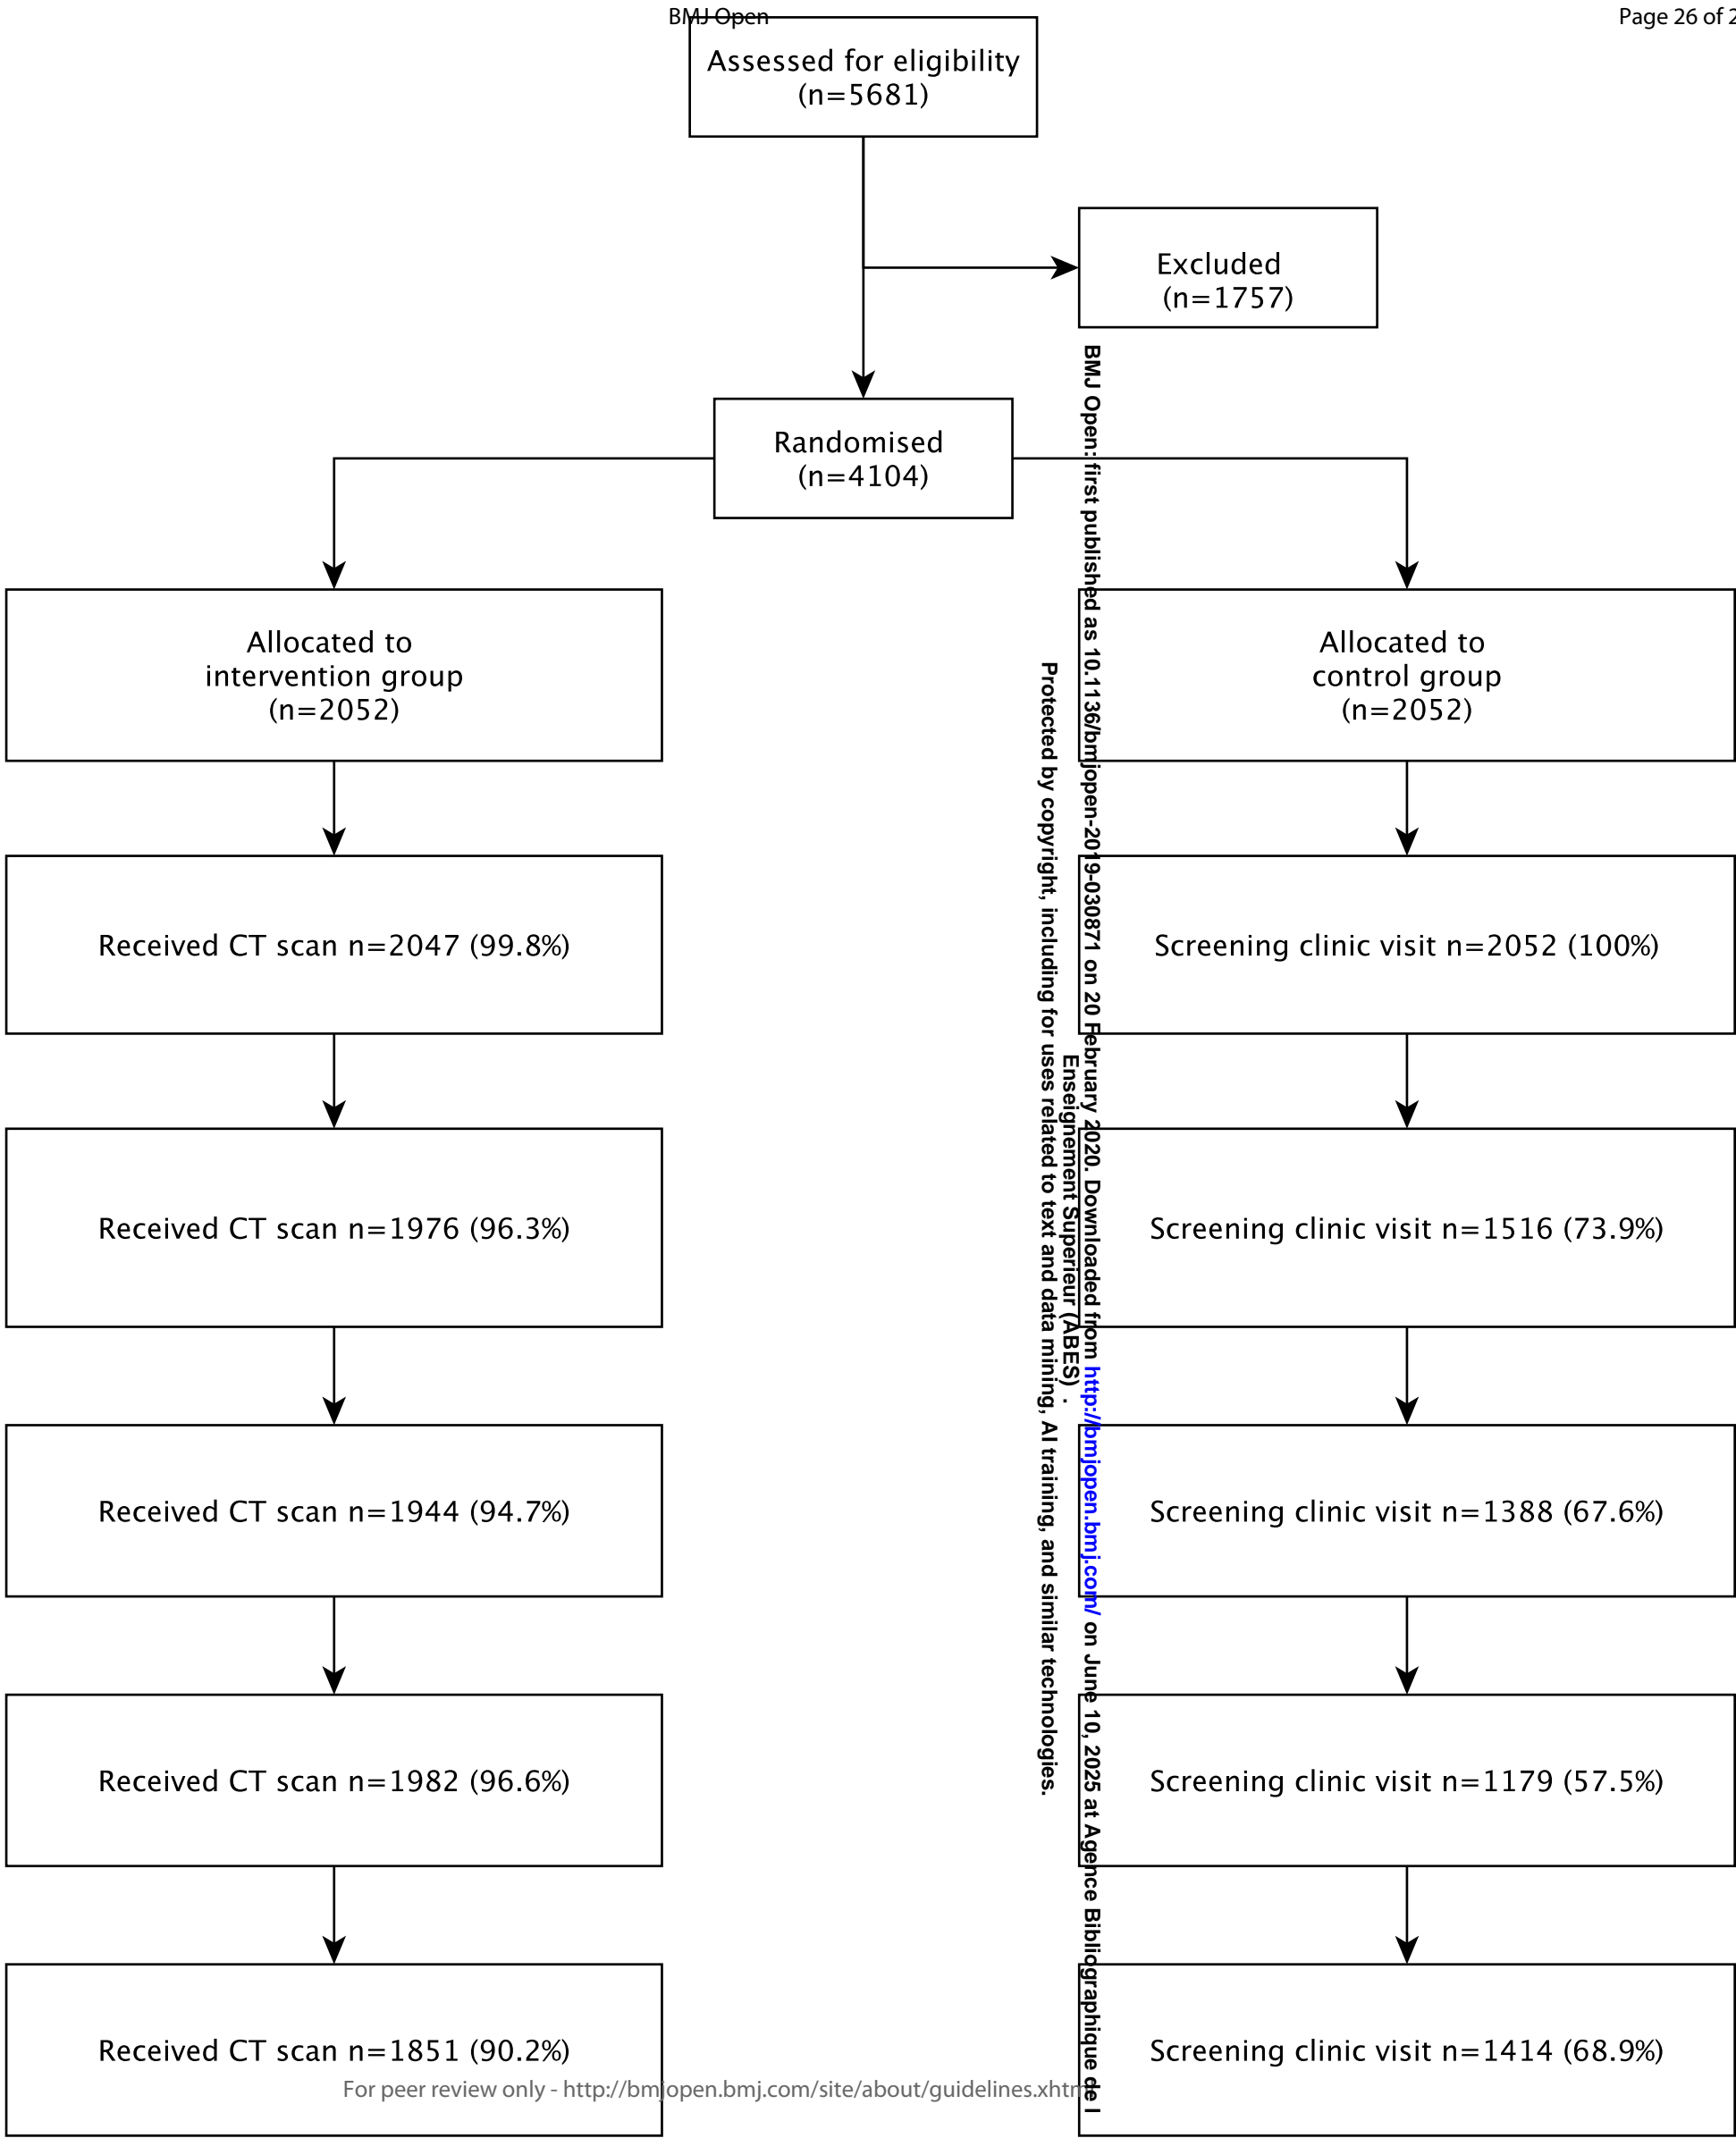 BMJ Open
Page 26 of 2
Assessed for eligibility
(n=5681)
Excluded
(n=1757)
Randomised
(n=4104)
Allocated to
intervention group
(n=2052)
Allocated to
control group
(n=2052)
Received CT scan n=2047 (99.8%)
Screening clinic visit n=2052 (100%)
Received CT scan n=1976 (96.3%)
Screening clinic visit n=1516 (73.9%)
Received CT scan n=1944 (94.7%)
Screening clinic visit n=1388 (67.6%)
Received CT scan n=1982 (96.6%)
Screening clinic visit n=1179 (57.5%)
Received CT scan n=1851 (90.2%)
Screening clinic visit n=1414 (68.9%)
For peer review only - http://bmjopen.bmj.com/site/about/guidelines.xhtm
BMJ Open: first published as 10.1136/bmjopen-2019-030871 on 20 February 2020. Downloaded from http://bmjopen.bmj.com/ on June 10, 2025 at Agence Bibliographique de l
Enseignement Superieur (ABES) .
Protected by copyright, including for uses related to text and data mining, AI training, and similar technologies.